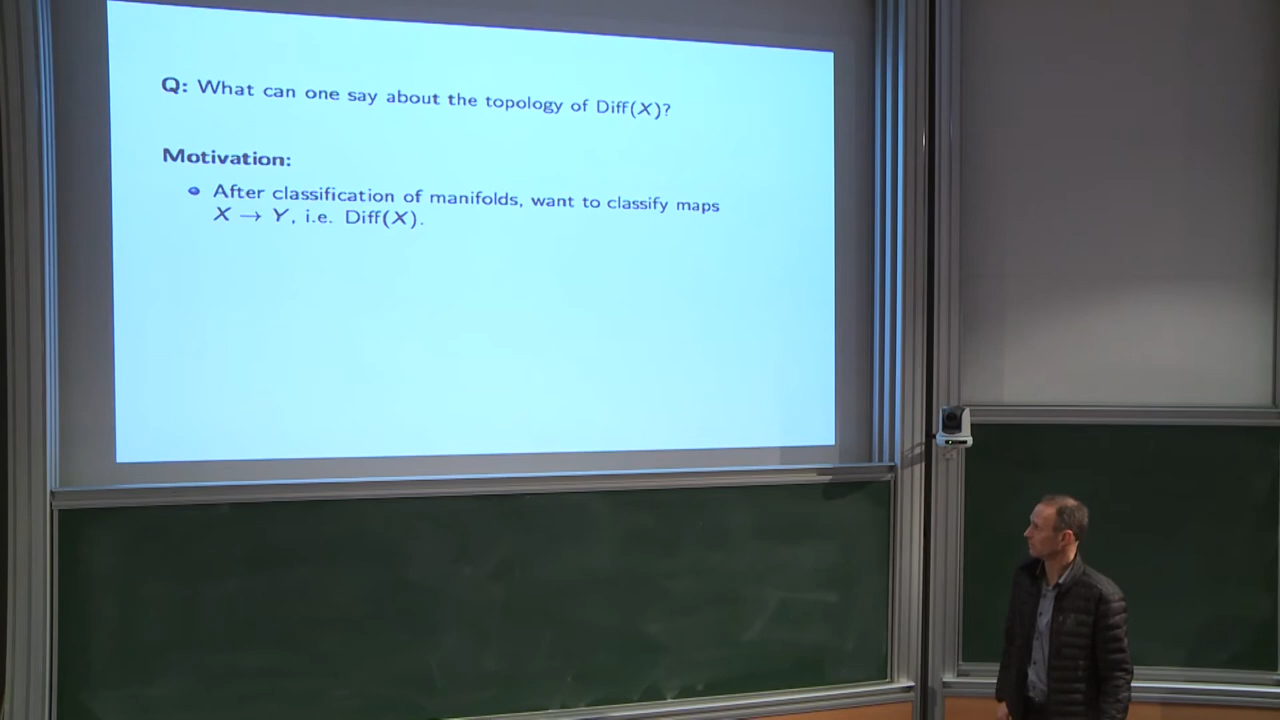 Q: What can one say about the topology of Diff(X)?
Motivation:
• After classification of manifolds, want to classify maps
X → Y, i.e. Diff(X).